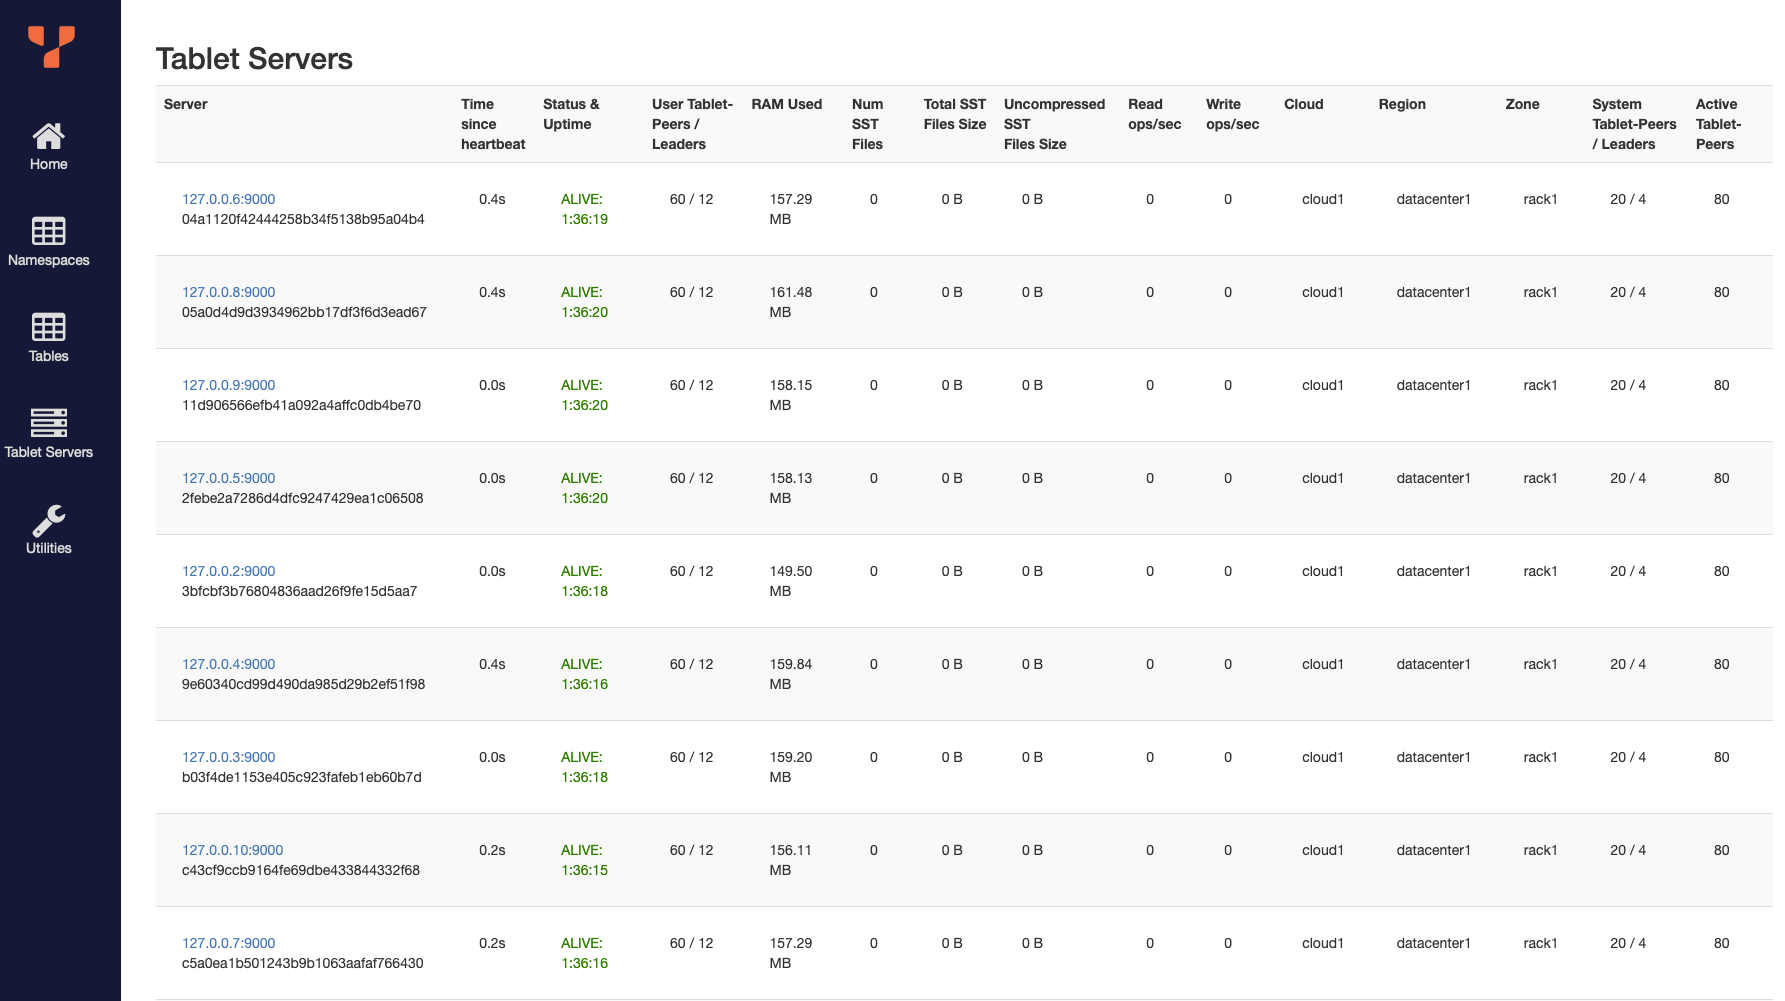 Tablet Servers
Home
Namespaces
Tables
Tablet Servers
Utilities
Server Time since heartbeat Status & Uptime User Tablet-Peers / Leaders RAM Used Num SST Files Total SST Files Size Uncompressed SST Files Size Read ops/sec Write ops/sec Cloud Region Zone System Tablet-Peers / Leaders Active Tablet-Peers
127.0.0.6:9000 0.4s ALIVE: 60 / 12 157.29 0 0 B 0 B 0 0 cloud1 datacenter1 rack1 20 / 4 80
04a1120f42444258b34f5138b95a04b4 1:36:19 MB
127.0.0.8:9000 0.4s ALIVE: 60 / 12 161.48 0 0 B 0 B 0 0 cloud1 datacenter1 rack1 20 / 4 80
05a0d4d9d3934962bb17df3f6d3ead67 1:36:20 MB
127.0.0.9:9000 0.0s ALIVE: 60 / 12 158.15 0 0 B 0 B 0 0 cloud1 datacenter1 rack1 20 / 4 80
11d906566efb41a092a4affc0db4be70 1:36:20 MB
127.0.0.5:9000 0.0s ALIVE: 60 / 12 158.13 0 0 B 0 B 0 0 cloud1 datacenter1 rack1 20 / 4 80
2febe2a7286d4dfc9247429ea1c06508 1:36:20 MB
127.0.0.2:9000 0.0s ALIVE: 60 / 12 149.50 0 0 B 0 B 0 0 cloud1 datacenter1 rack1 20 / 4 80
3bfcbf3b76804836aad26f9fe15d5aa7 1:36:18 MB
127.0.0.4:9000 0.4s ALIVE: 60 / 12 159.84 0 0 B 0 B 0 0 cloud1 datacenter1 rack1 20 / 4 80
9e60340cd99d490da985d29b2ef51f98 1:36:16 MB
127.0.0.3:9000 0.0s ALIVE: 60 / 12 159.20 0 0 B 0 B 0 0 cloud1 datacenter1 rack1 20 / 4 80
b03f4de1153e405c923fafeb1eb60b7d 1:36:18 MB
127.0.0.10:9000 0.2s ALIVE: 60 / 12 156.11 0 0 B 0 B 0 0 cloud1 datacenter1 rack1 20 / 4 80
c43cf9ccb9164fe69dbe433844332f68 1:36:15 MB
127.0.0.7:9000 0.2s ALIVE: 60 / 12 157.29 0 0 B 0 B 0 0 cloud1 datacenter1 rack1 20 / 4 80
c5a0ea1b501243b9b1063aafaf766430 1:36:16 MB